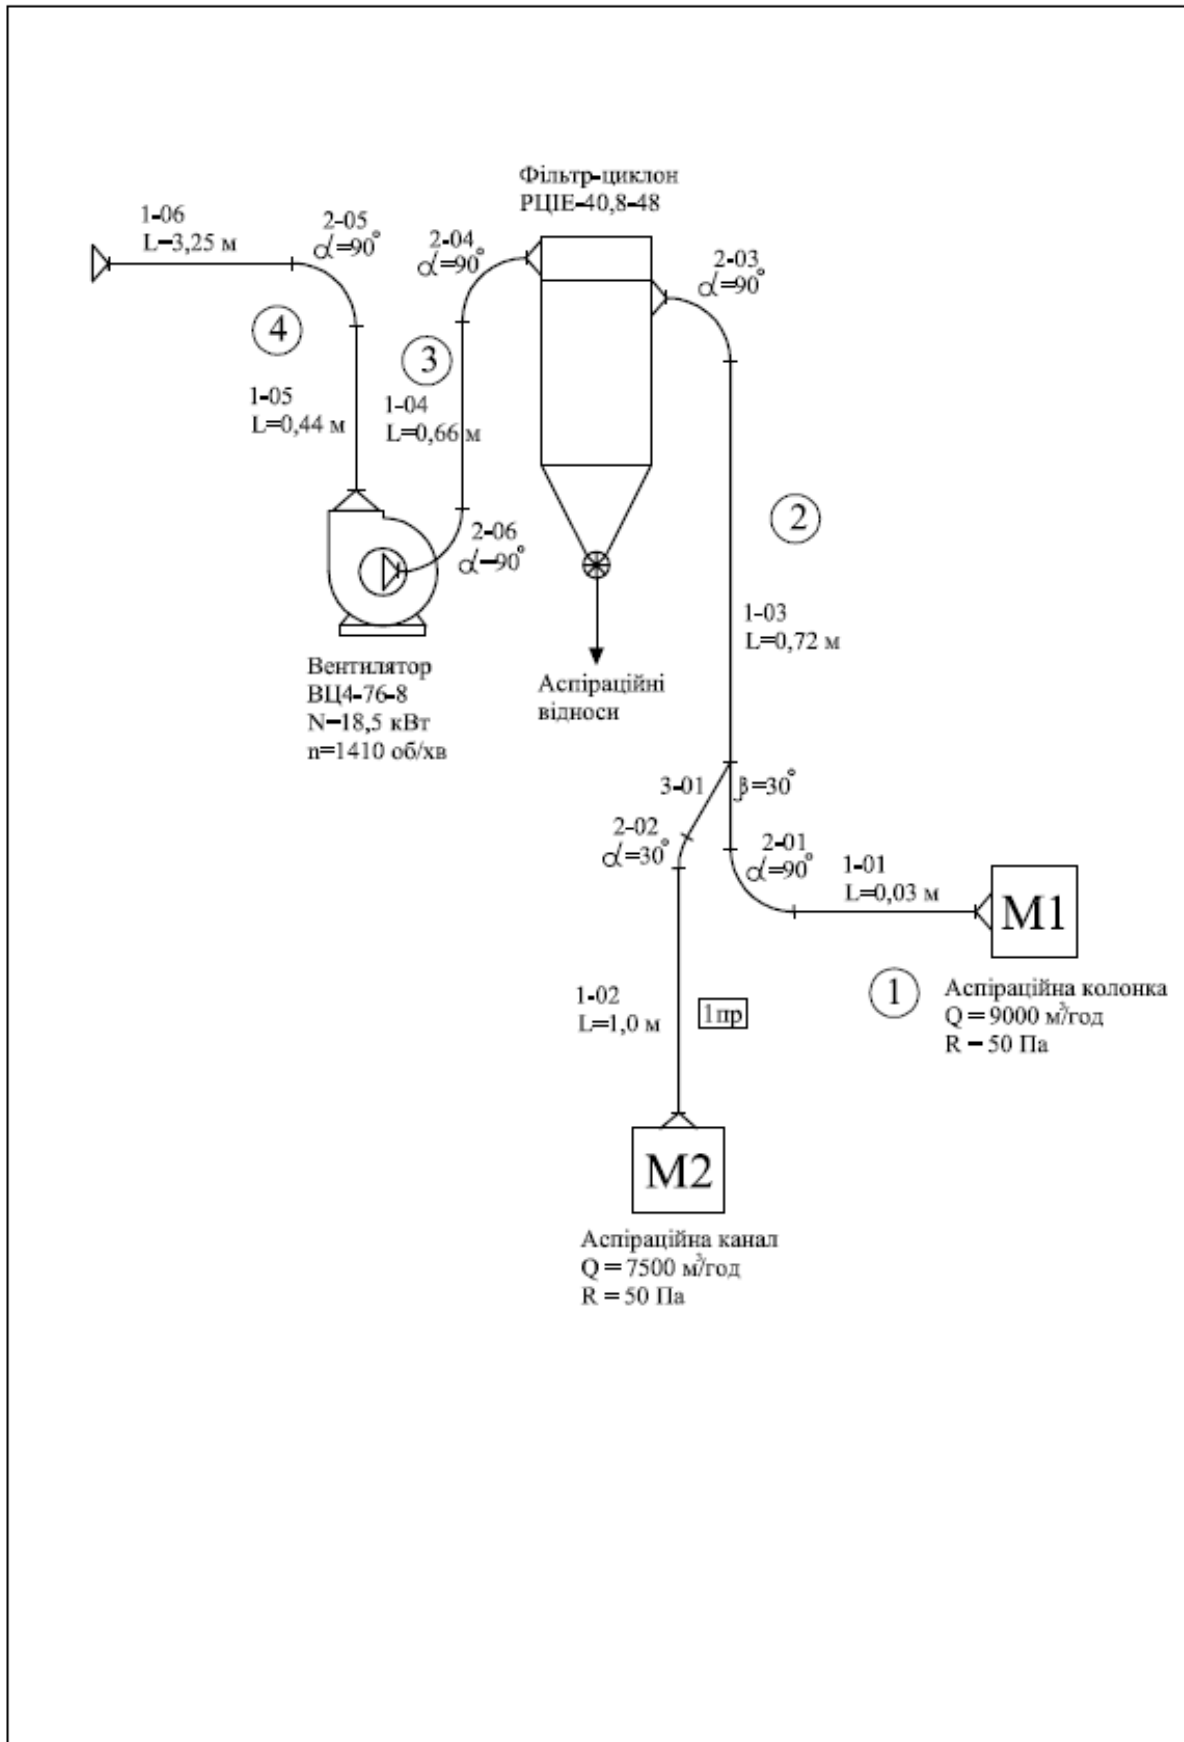 Фільтр-циклон
РЦІЕ-40,8-48
1-06
L=3,25 м
2-05
α=90°
2-04
α=90°
2-03
α=90°
4
3
1-05
L=0,44 м
1-04
L=0,66 м
2
2-06
α=90°
1-03
L=0,72 м
Вентилятор
ВЦ4-76-8
N=18,5 кВт
n=1410 об/хв
Аспіраційні
відноси
3-01
β=30°
2-02
α=30°
2-01
α=90°
1-01
L=0,03 м
М1
1
Аспіраційна колонка
Q = 9000 м³/год
R = 50 Па
1-02
L=1,0 м
1пр
М2
Аспіраційна канал
Q = 7500 м³/год
R = 50 Па